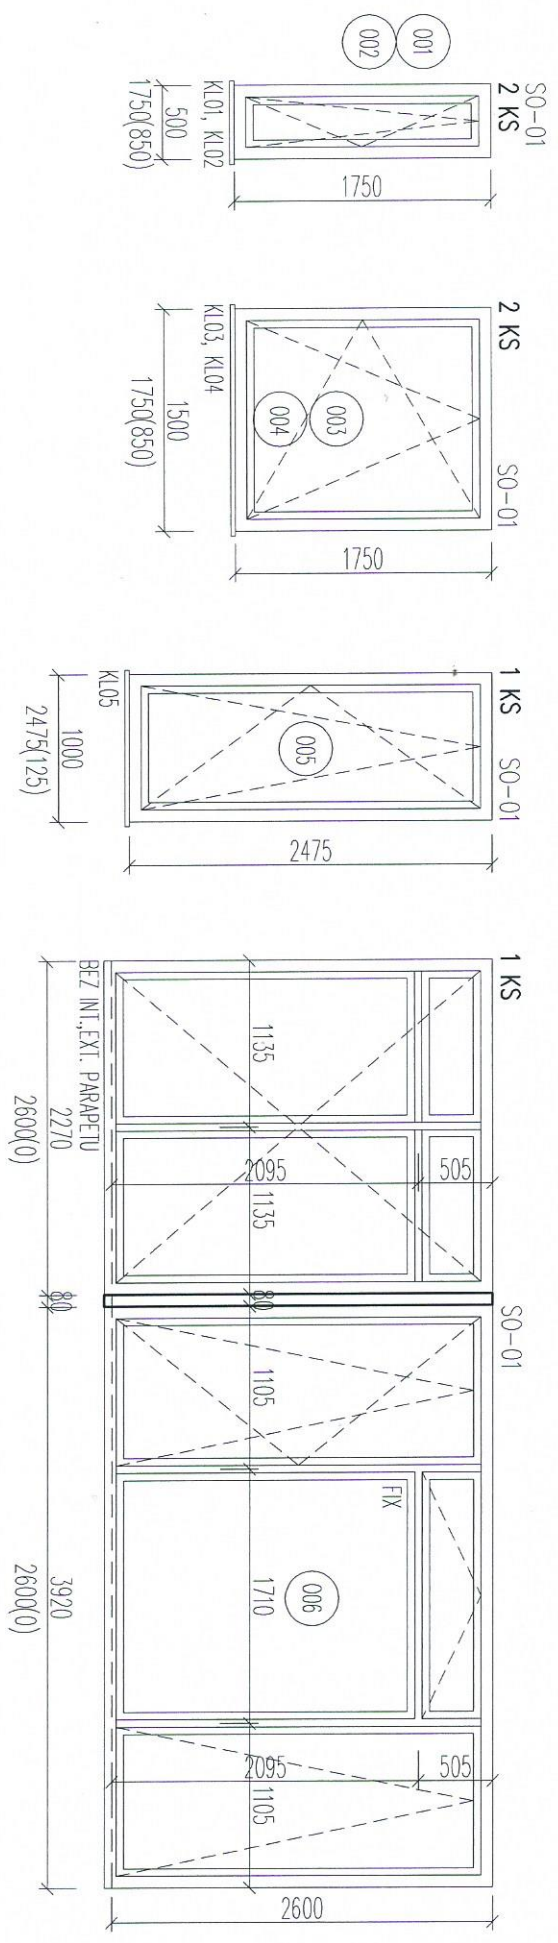 SO-01
2 KS
001
002
1750
KL01, KL02
500
1750(850)
2 KS
SO-01
003
004
1750
KL03, KL04
1500
1750(850)
1 KS
SO-01
005
2475
KL05
1000
2475(125)
1 KS
SO-01
505
505
2095
2095
1135
1135
80
1105
1710
1105
FIX
006
2600
BEZ INT.,EXT. PARAPETU
2270
80
3920
2600(0)
2600(0)